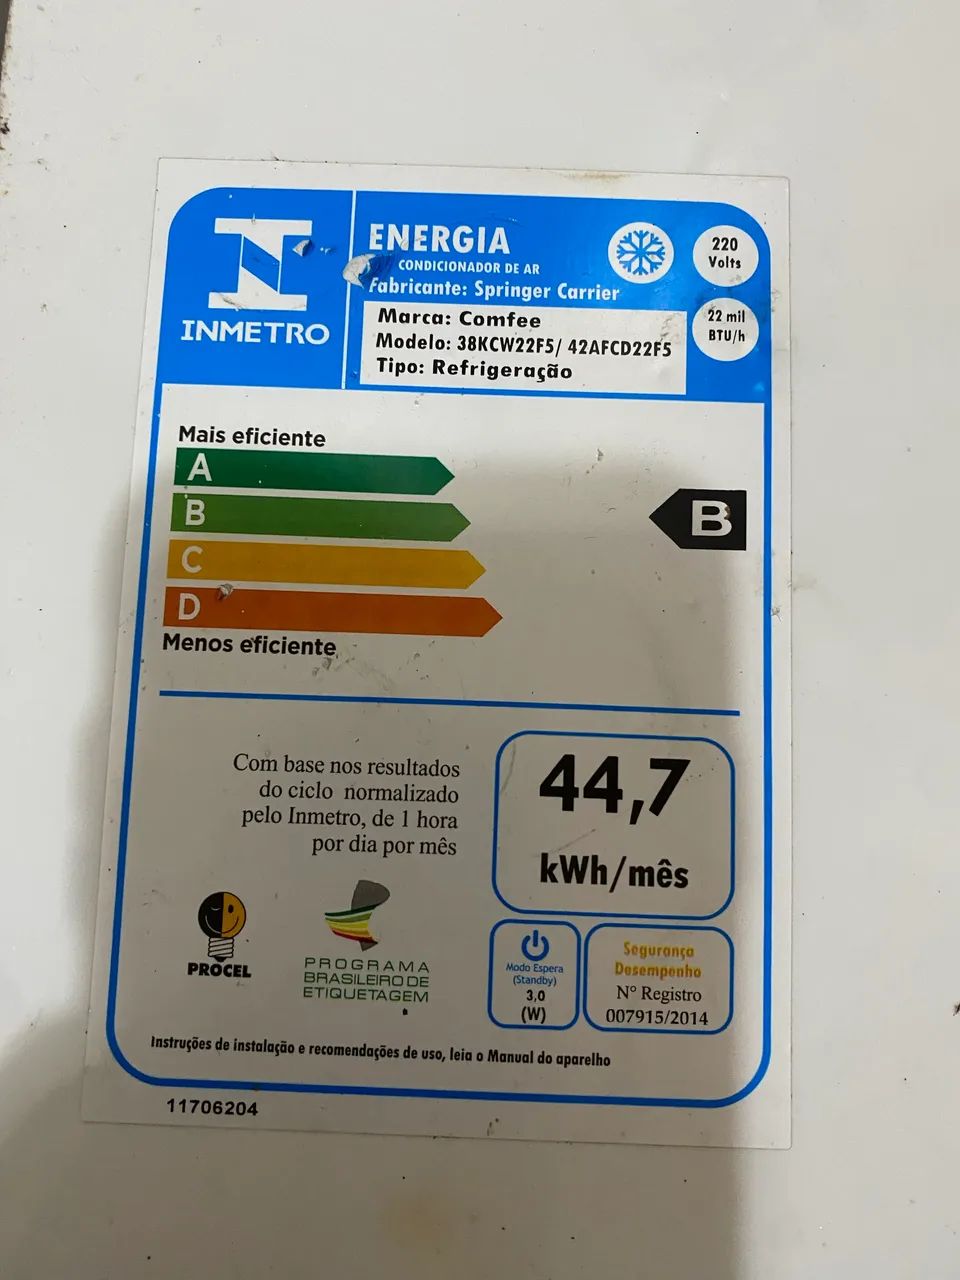 INMETRO
ENERGIA
CONDICIONADOR DE AR
Fabricante: Springer Carrier
Marca: Comfee
Modelo: 38KCW22F5/ 42AFCD22F5
Tipo: Refrigeração
220
Volts
22 mil
BTU/h
Mais eficiente
A
B
C
D
Menos eficiente
B
Com base nos resultados
do ciclo normalizado
pelo Inmetro, de 1 hora
por dia por mês
44,7
kWh/mês
PROCEL
PROGRAMA
BRASILEIRO DE
ETIQUETAGEM
Modo Espera
(Standby)
3,0
(W)
Segurança
Desempenho
N° Registro
007915/2014
Instruções de instalação e recomendações de uso, leia o Manual do aparelho
11706204